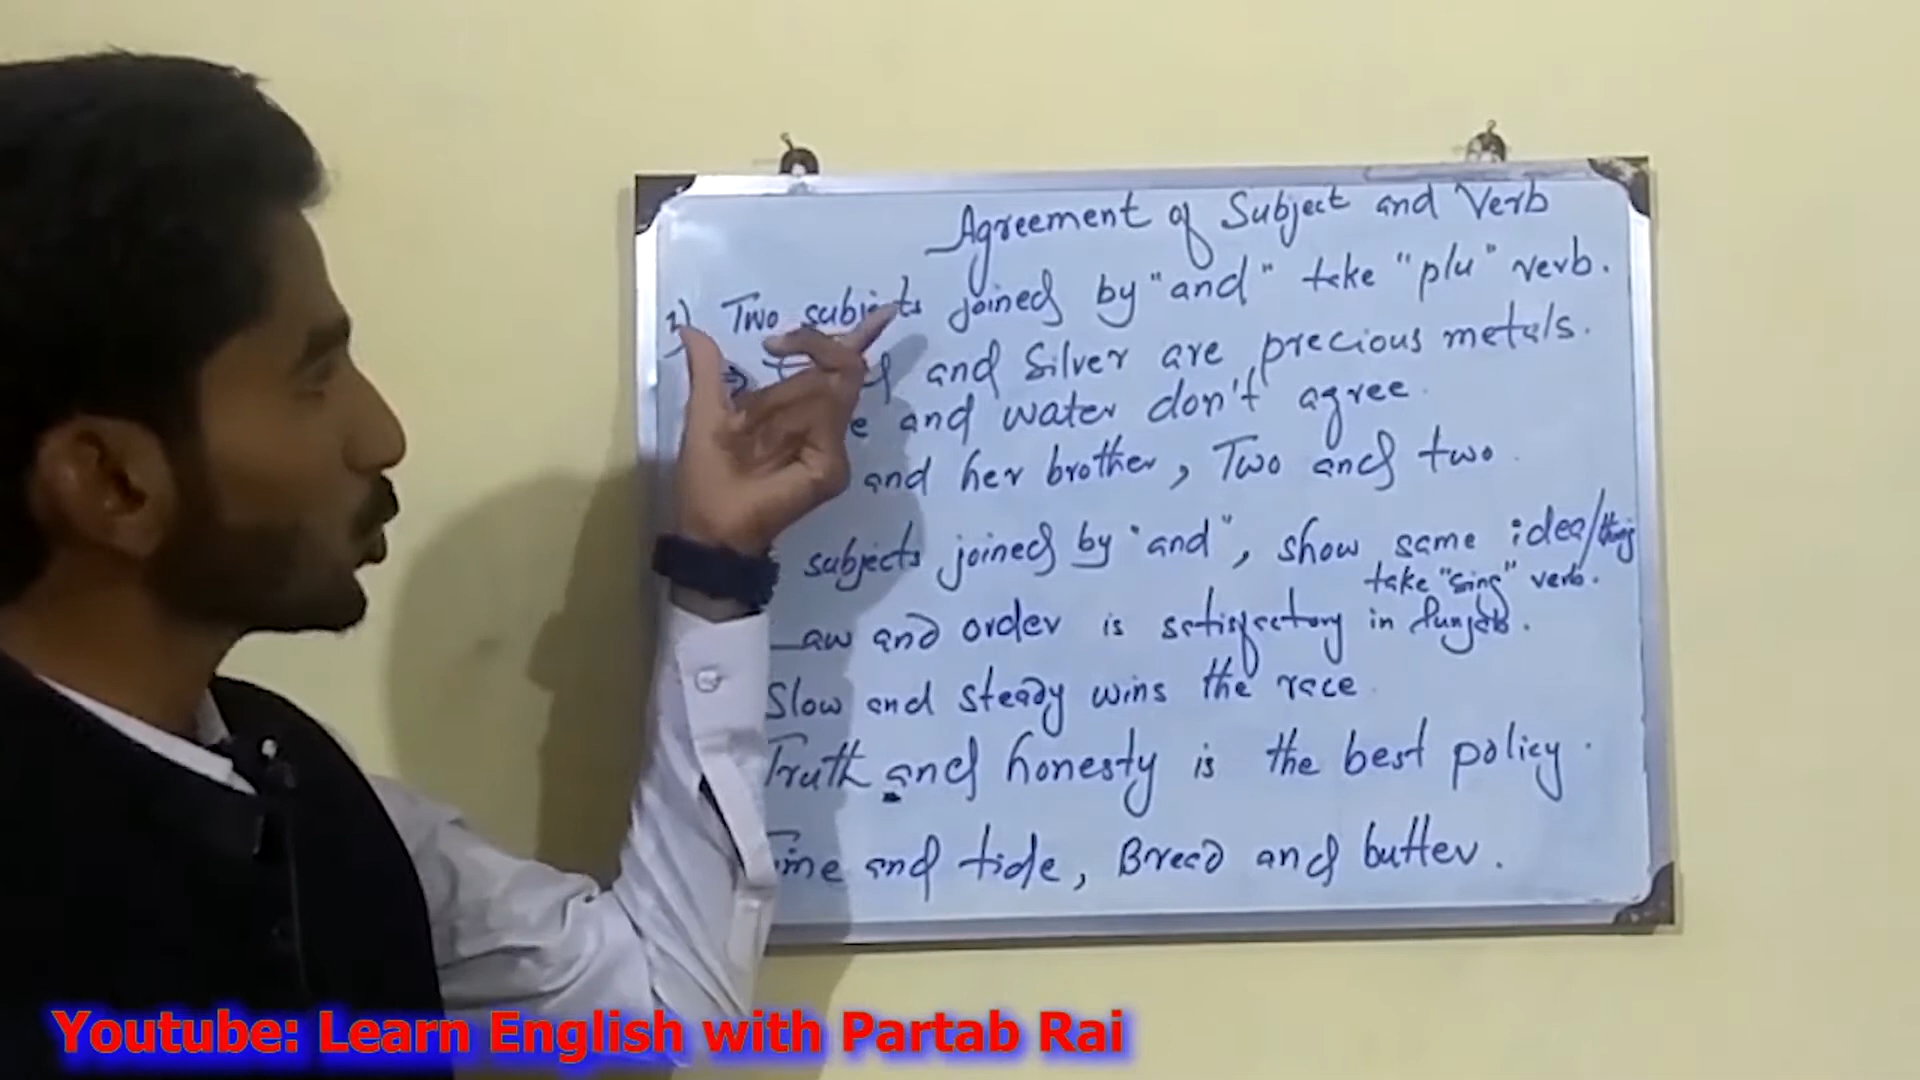 Agreement of Subject and Verb
1) Two subjects joined by "and" take "plu" verb.
⇒ and Silver are precious metals.
and water don't agree.
and her brother, Two and two.
subjects joined by "and", show same idea/thing
take "sing" verb.
Law and order is satisfactory in Punjab.
Slow and steady wins the race.
Truth and honesty is the best policy.
Time and tide, Bread and butter.
Youtube: Learn English with Partab Rai